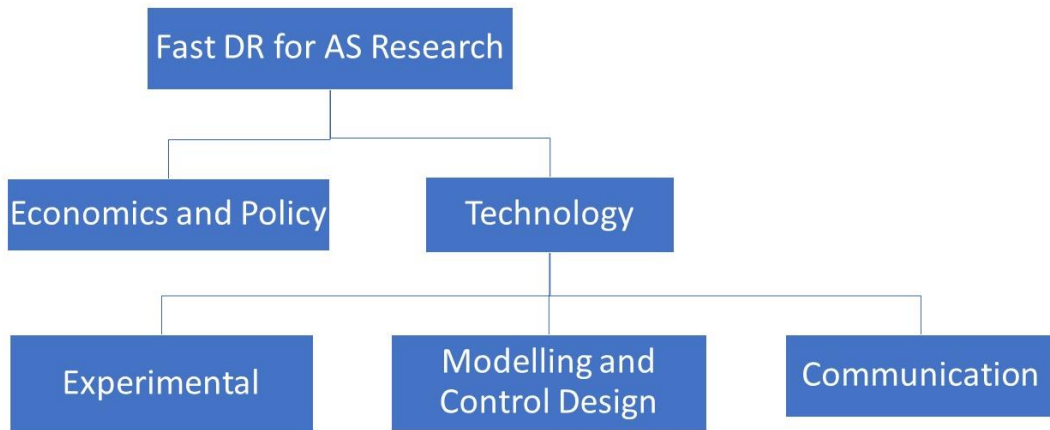 Fast DR for AS Research
Economics and Policy
Technology
Experimental
Modelling and
Control Design
Communication